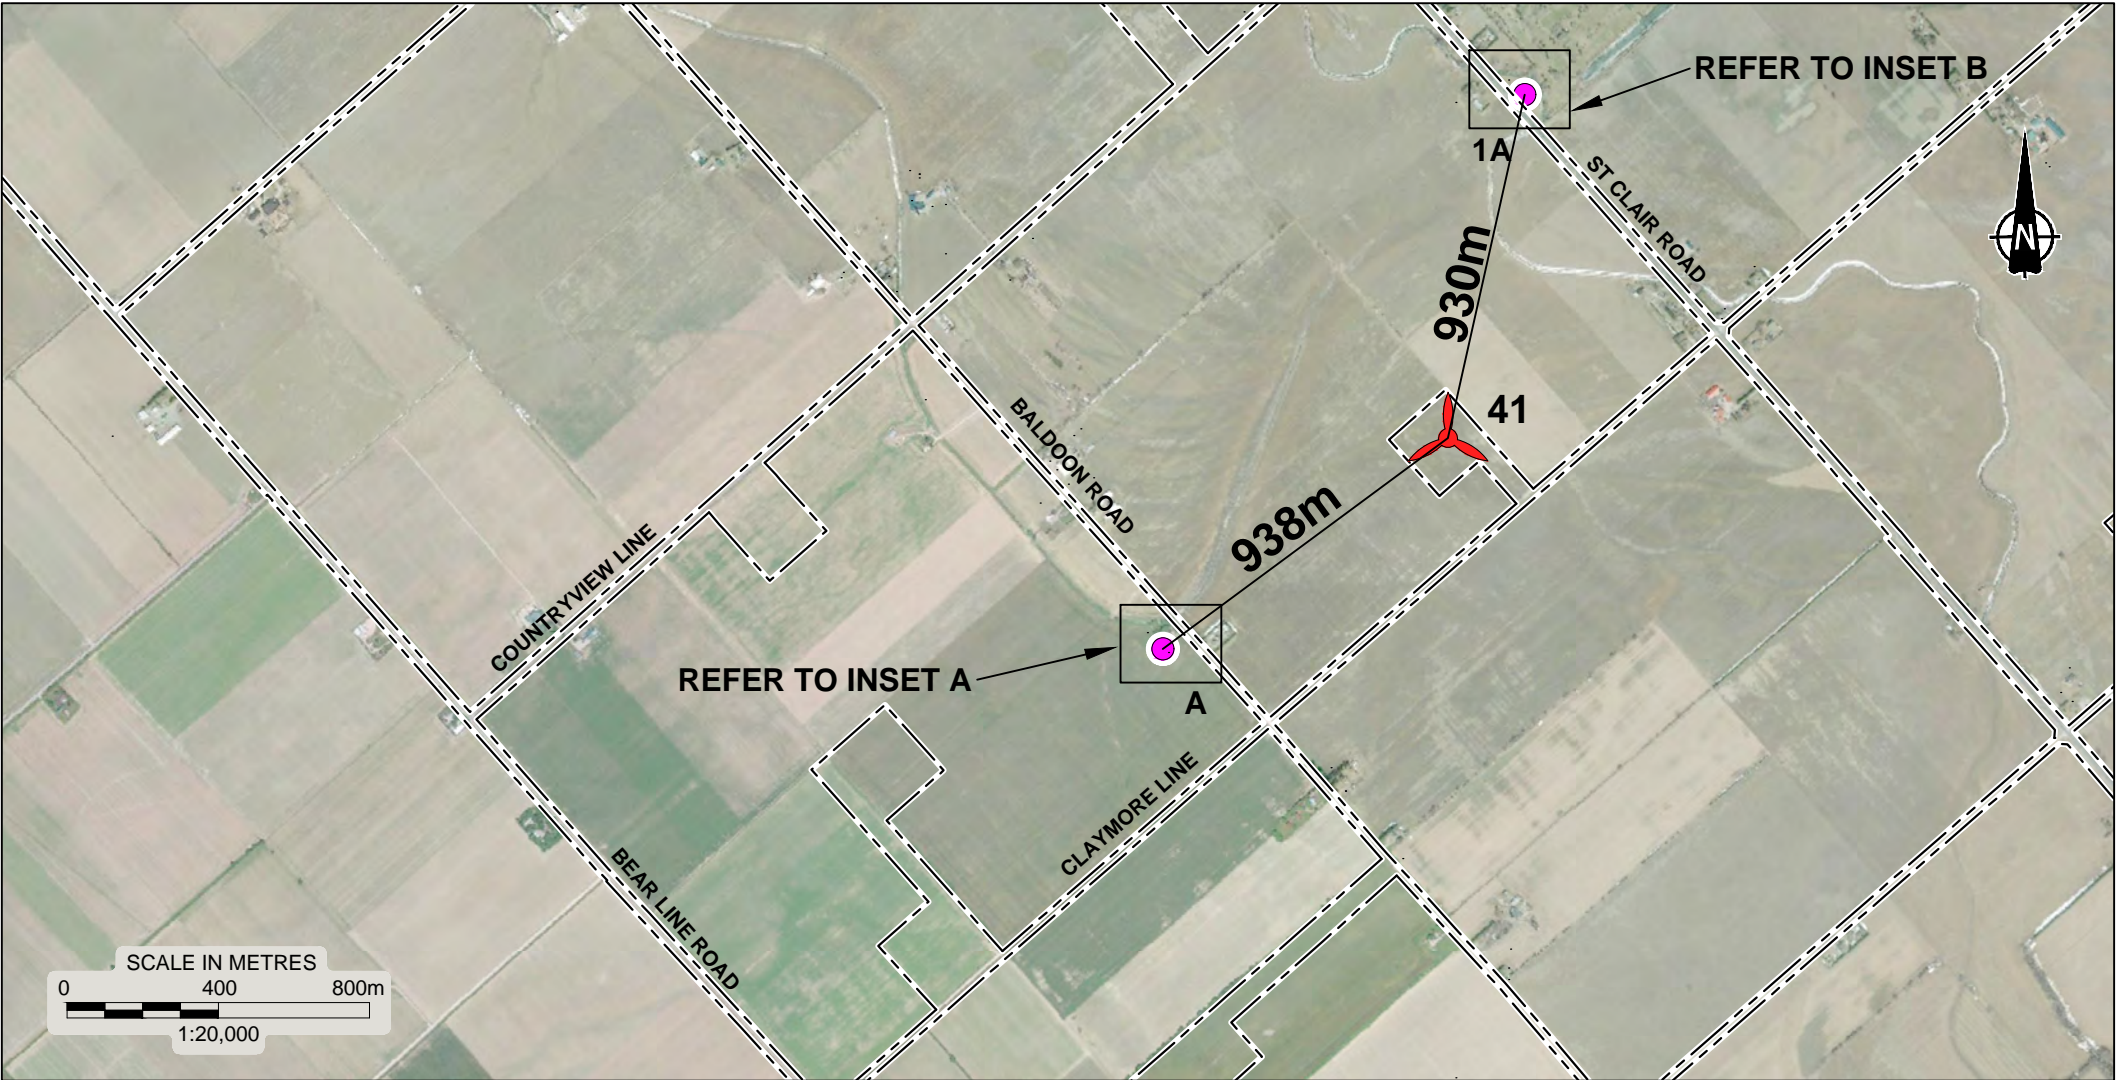 REFER TO INSET B
1A
ST CLAIR ROAD
N
930m
41
BALDOON ROAD
938m
COUNTRYVIEW LINE
REFER TO INSET A
A
CLAYMORE LINE
BEAR LINE ROAD
SCALE IN METRES
0 400 800m
1:20,000